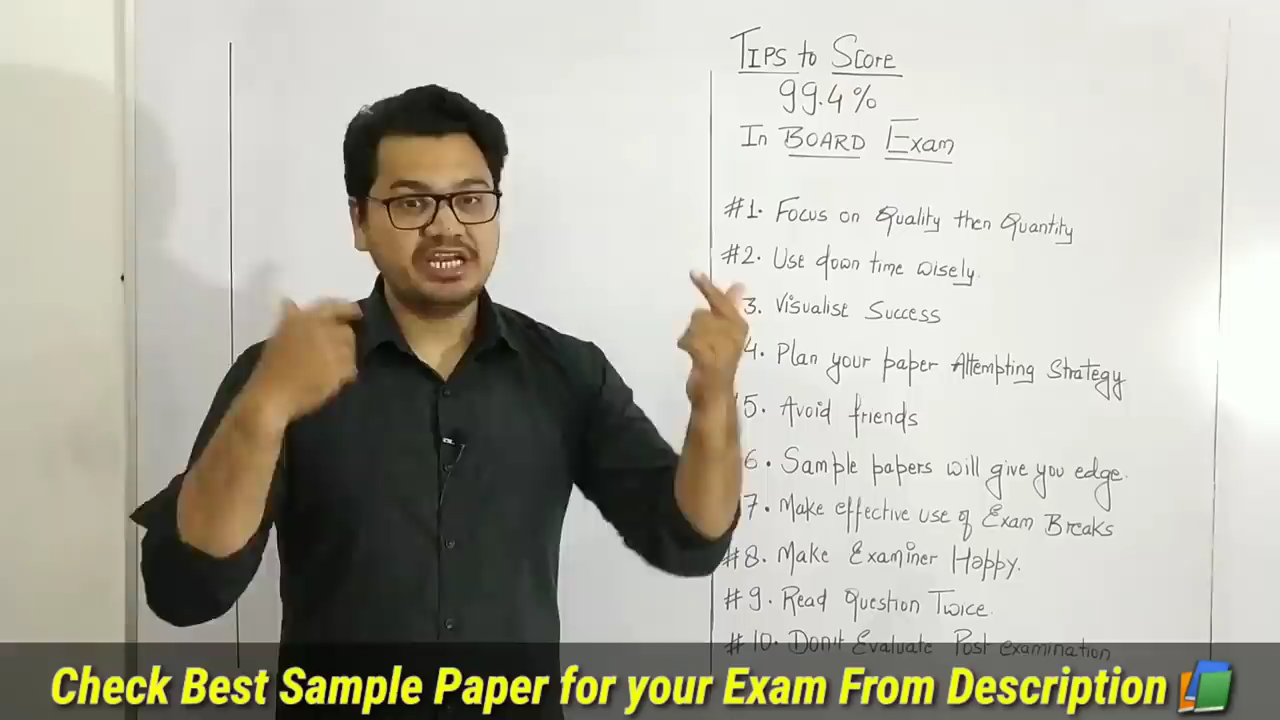 TIPS to Score
99.4%
In BOARD Exam
#1. Focus on Quality then Quantity
#2. Use down time wisely.
3. Visualise Success
4. Plan your paper Attempting Strategy
5. Avoid friends
6. Sample papers will give you edge.
7. Make effective use of Exam Breaks
#8. Make Examiner Happy.
#9. Read Question Twice.
#10. Don't Evaluate Post examination
Check Best Sample Paper for your Exam From Description